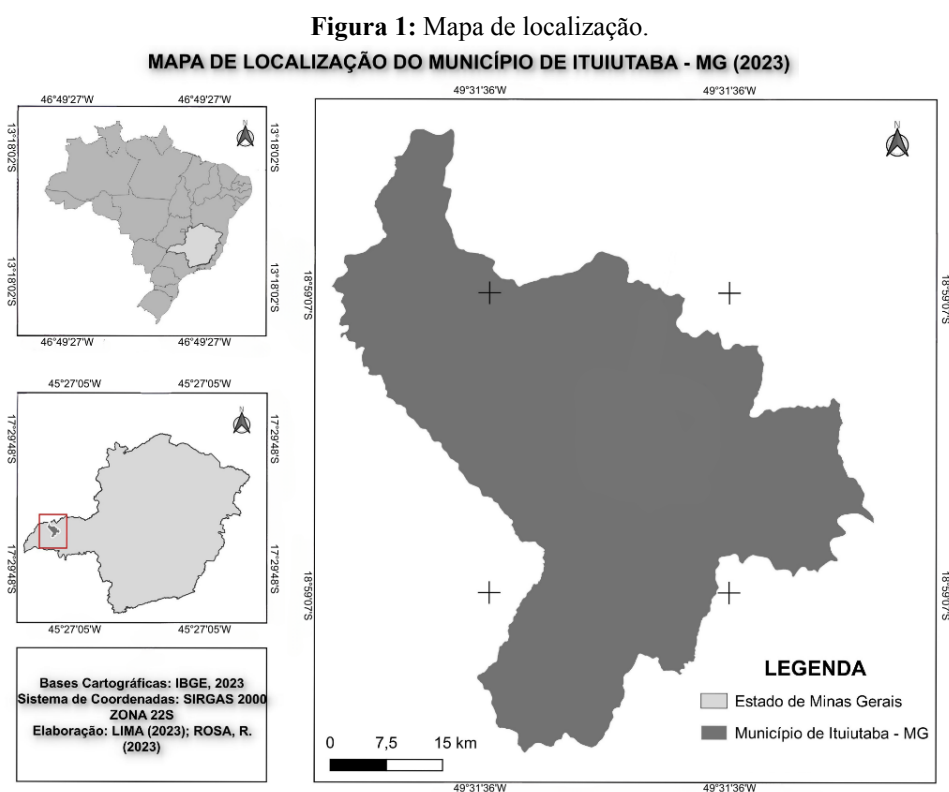 Figura 1: Mapa de localização.
MAPA DE LOCALIZAÇÃO DO MUNICÍPIO DE ITUIUTABA - MG (2023)
46°49'27"W 46°49'27"W
13°18'02"S 13°18'02"S
N
13°18'02"S 13°18'02"S
46°49'27"W 46°49'27"W
45°27'05"W 45°27'05"W
17°29'48"S 17°29'48"S
N
17°29'48"S 17°29'48"S
45°27'05"W 45°27'05"W
Bases Cartográficas: IBGE, 2023
Sistema de Coordenadas: SIRGAS 2000
ZONA 22S
Elaboração: LIMA (2023); ROSA, R.
(2023)
49°31'36"W 49°31'36"W
N
18°59'07"S 18°59'07"S
18°59'07"S 18°59'07"S
LEGENDA
Estado de Minas Gerais
Município de Ituiutaba - MG
0 7,5 15 km
49°31'36"W 49°31'36"W